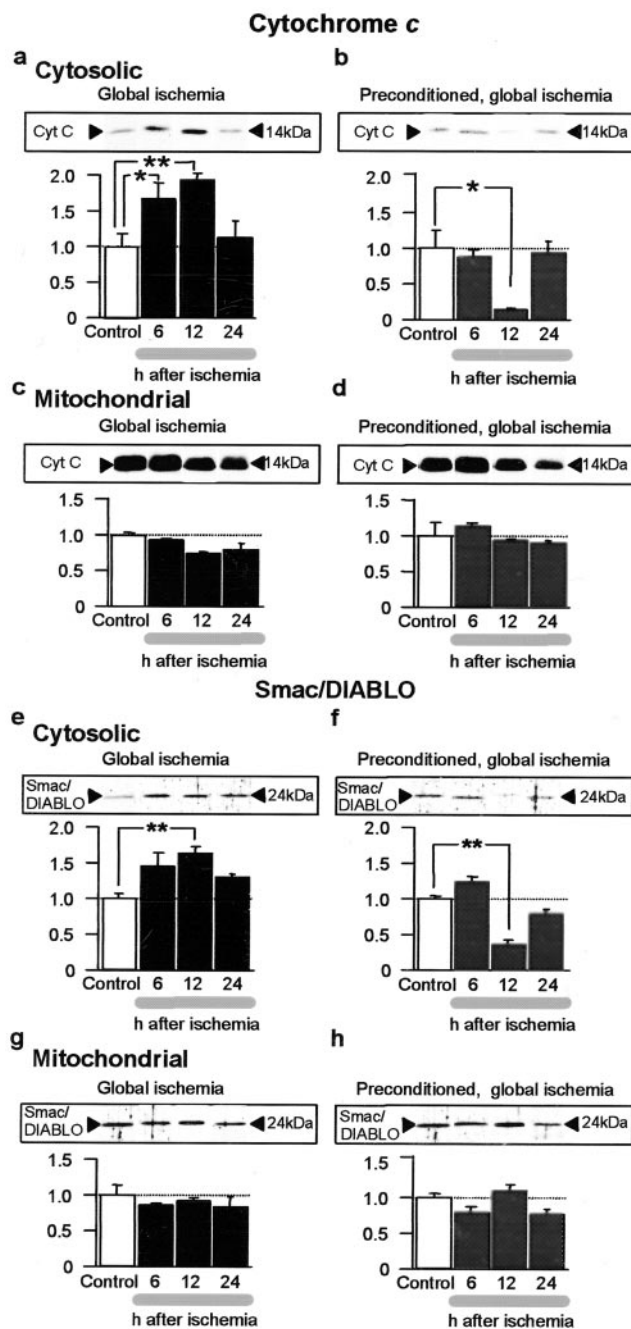 Cytochrome c
a Cytosolic
Global ischemia
Cyt C 14kDa
** 
*
2.0
1.5
1.0
0.5
0
Control 6 12 24
h after ischemia
b
Preconditioned, global ischemia
Cyt C 14kDa
2.0
*
1.5
1.0
0.5
0
Control 6 12 24
h after ischemia
c Mitochondrial
Global ischemia
Cyt C 14kDa
1.5
1.0
0.5
0
Control 6 12 24
h after ischemia
d
Preconditioned, global ischemia
Cyt C 14kDa
1.5
1.0
0.5
0
Control 6 12 24
h after ischemia
Smac/DIABLO
e Cytosolic
Global ischemia
Smac/
DIABLO 24kDa
2.0
**
1.5
1.0
0.5
0
Control 6 12 24
h after ischemia
f
Preconditioned, global ischemia
Smac/
DIABLO 24kDa
2.0
**
1.5
1.0
0.5
0
Control 6 12 24
h after ischemia
g Mitochondrial
Global ischemia
Smac/
DIABLO 24kDa
1.5
1.0
0.5
0
Control 6 12 24
h after ischemia
h
Preconditioned, global ischemia
Smac/
DIABLO 24kDa
1.5
1.0
0.5
0
Control 6 12 24
h after ischemia